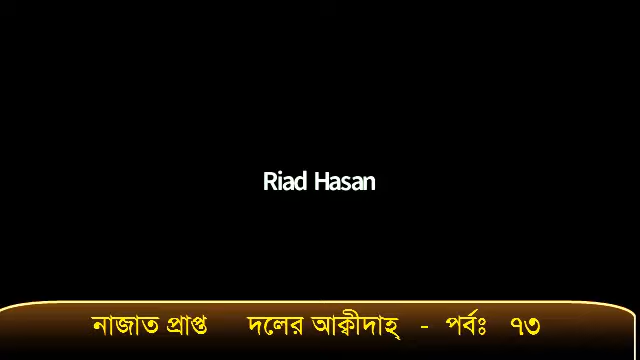 Riad Hasan
নাজাত প্রাপ্ত দলের আক্বীদাহ্ - পর্বঃ ৭৩